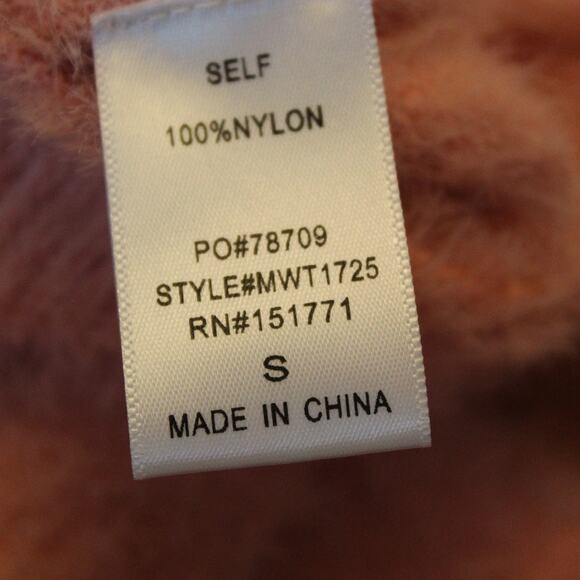 SELF
100%NYLON
PO#78709
STYLE#MWT1725
RN#151771
S
MADE IN CHINA